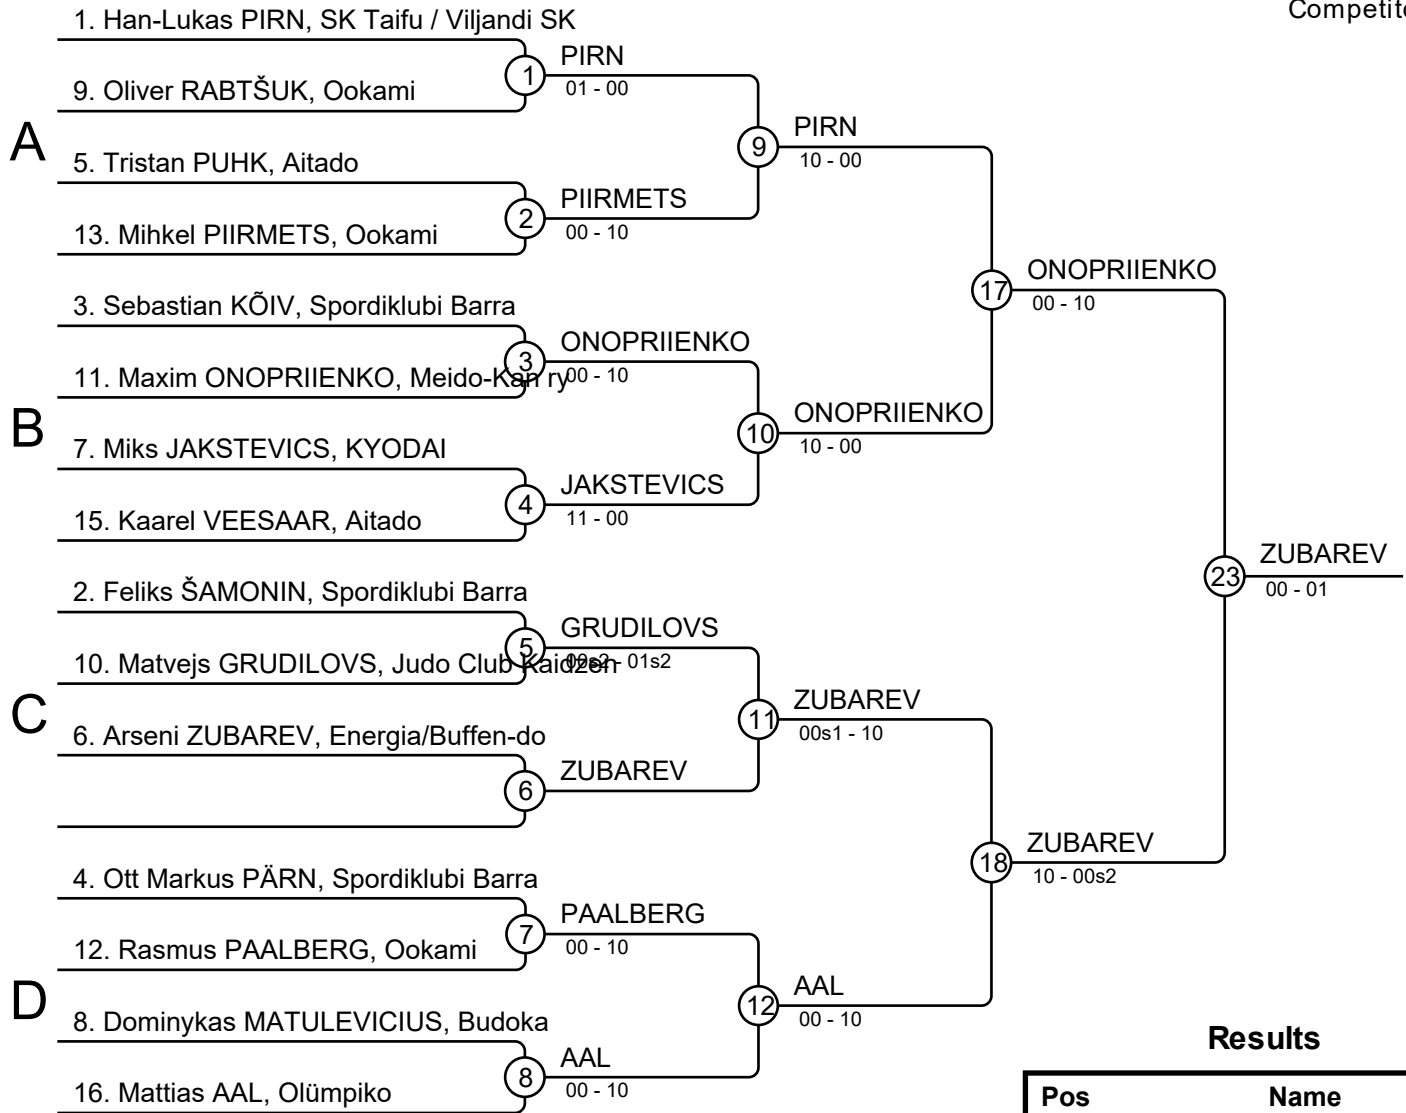 Competito
1. Han-Lukas PIRN, SK Taifu / Viljandi SK
PIRN
1
01 - 00
9. Oliver RABTŠUK, Ookami
A
PIRN
9
10 - 00
5. Tristan PUHK, Aitado
PIIRMETS
2
00 - 10
13. Mihkel PIIRMETS, Ookami
ONOPRIIENKO
17
00 - 10
3. Sebastian KÕIV, Spordiklubi Barra
ONOPRIIENKO
3
00 - 10
11. Maxim ONOPRIIENKO, Meido-Kan ry
B
ONOPRIIENKO
10
10 - 00
7. Miks JAKSTEVICS, KYODAI
JAKSTEVICS
4
11 - 00
15. Kaarel VEESAAR, Aitado
ZUBAREV
23
00 - 01
2. Feliks ŠAMONIN, Spordiklubi Barra
GRUDILOVS
5
00s2 - 01s2
10. Matvejs GRUDILOVS, Judo Club Kaidzen
C
ZUBAREV
11
00s1 - 10
6. Arseni ZUBAREV, Energia/Buffen-do
ZUBAREV
6
ZUBAREV
18
10 - 00s2
4. Ott Markus PÄRN, Spordiklubi Barra
PAALBERG
7
00 - 10
12. Rasmus PAALBERG, Ookami
D
AAL
12
00 - 10
8. Dominykas MATULEVICIUS, Budoka
AAL
8
00 - 10
16. Mattias AAL, Olümpiko
Results
Pos Name